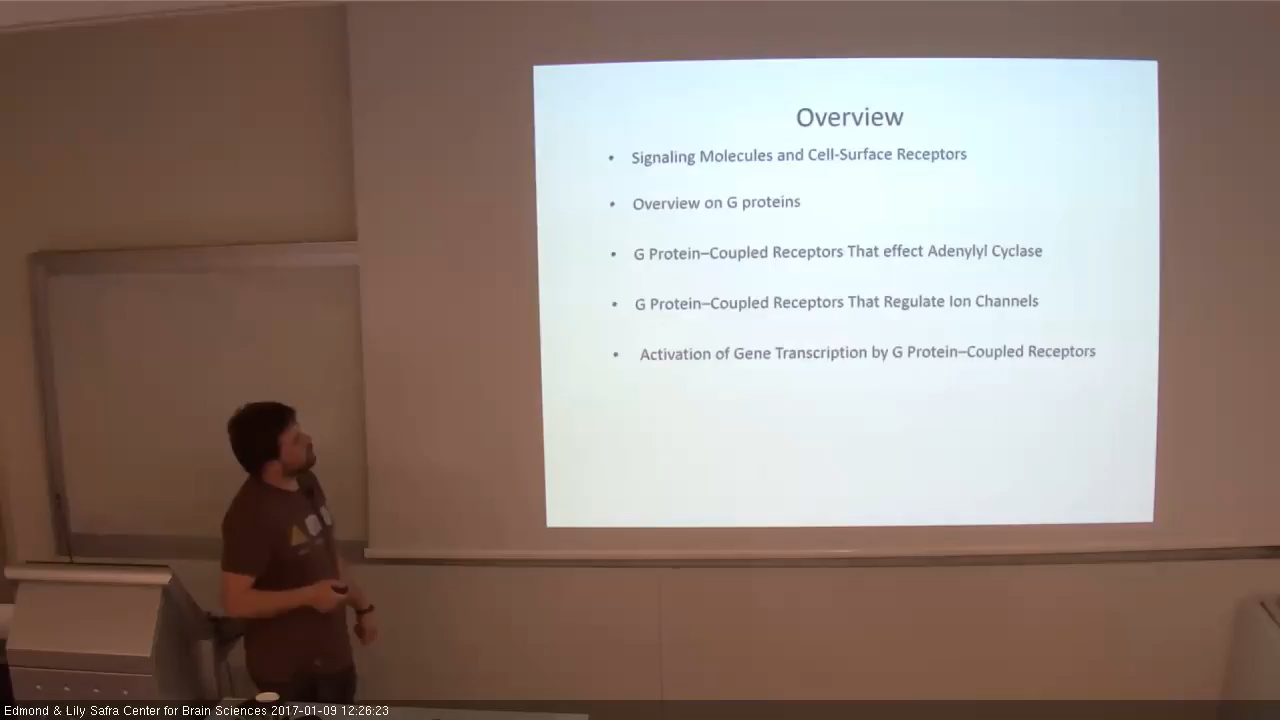 Overview
• Signaling Molecules and Cell-Surface Receptors
• Overview on G proteins
• G Protein–Coupled Receptors That effect Adenylyl Cyclase
• G Protein–Coupled Receptors That Regulate Ion Channels
• Activation of Gene Transcription by G Protein–Coupled Receptors
Edmond & Lily Safra Center for Brain Sciences 2017-01-09 12:26:23